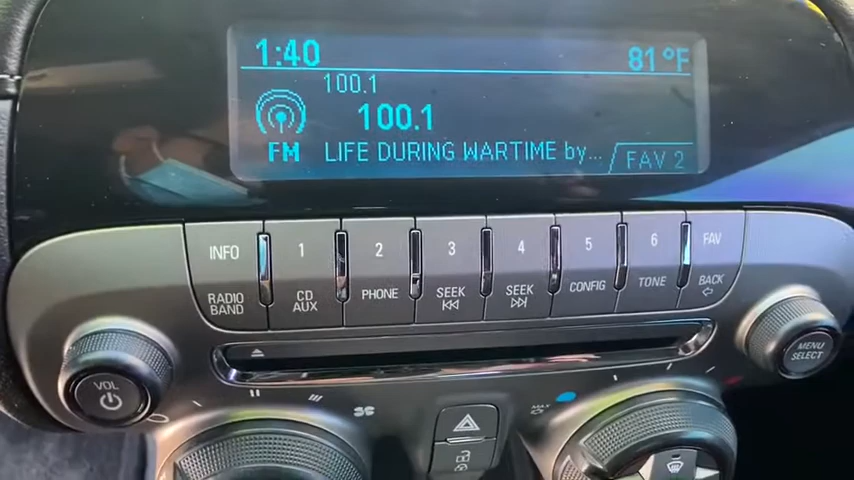 1:40 81°F
100.1
100.1
FM LIFE DURING WARTIME by... FAV 2
INFO 1 2 3 4 5 6 FAV
RADIO BAND CD AUX PHONE SEEK SEEK CONFIG TONE BACK
VOL
MENU SELECT
MAX